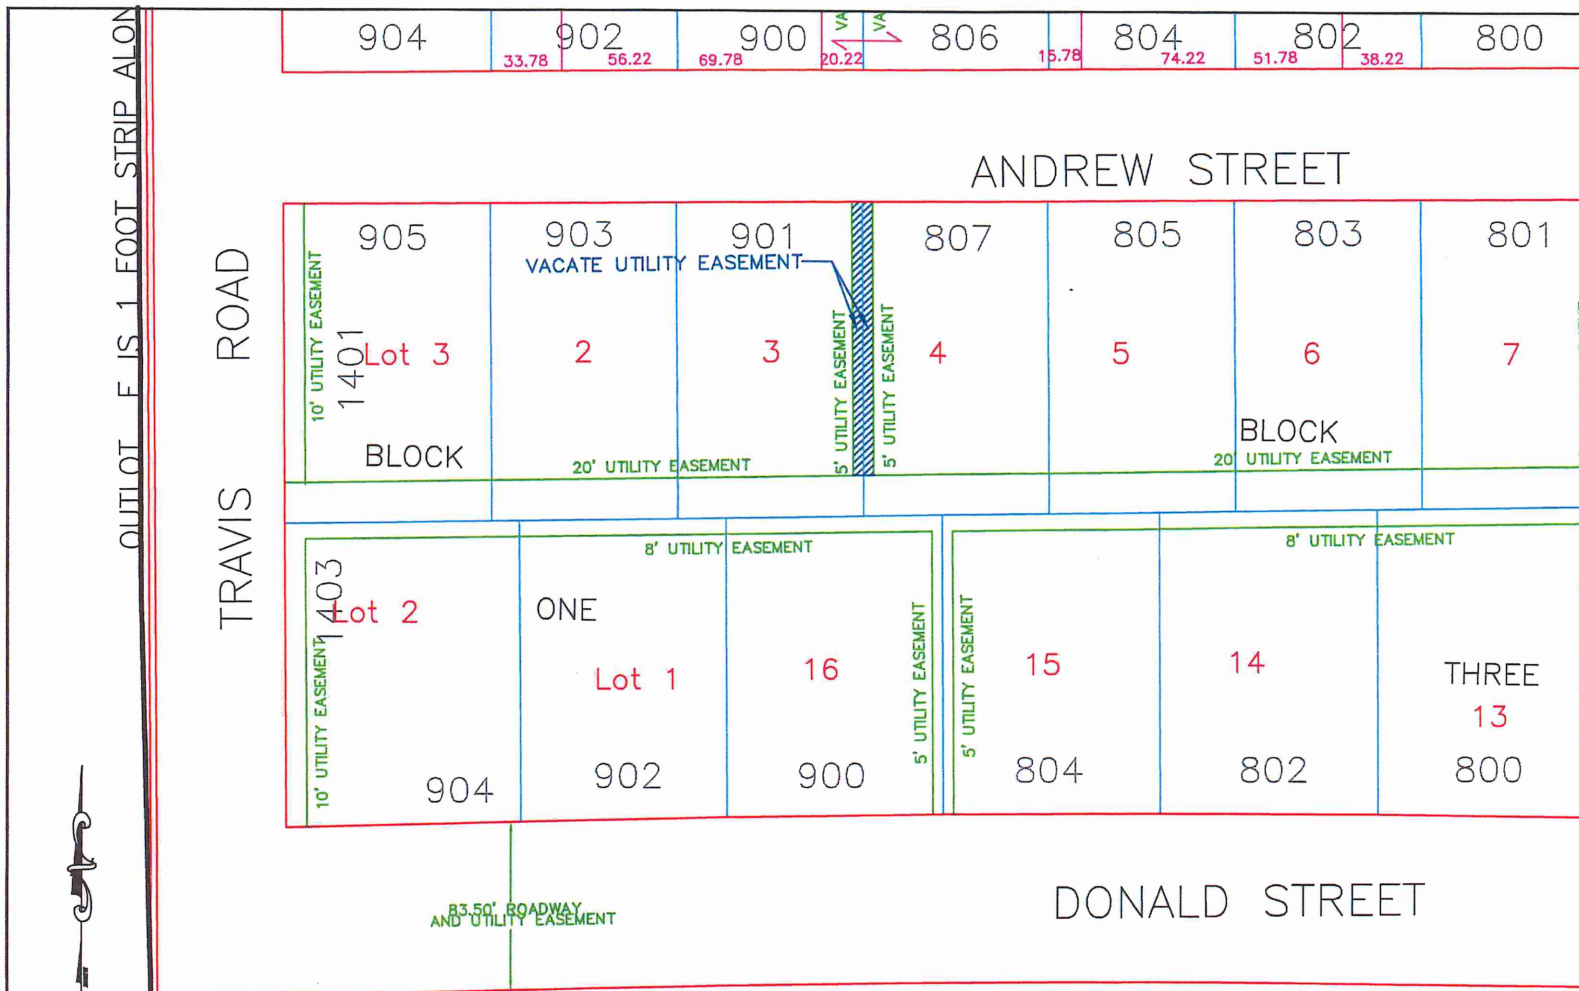 VA
VA
904
902
900
806
804
802
800
33.78
56.22
69.78
20.22
15.78
74.22
51.78
38.22
OUTLOT F IS 1 FOOT STRIP ALON
ANDREW STREET
TRAVIS ROAD
905
903
901
807
805
803
801
VACATE UTILITY EASEMENT
10' UTILITY EASEMENT
1401
Lot 3
2
3
5' UTILITY EASEMENT
5' UTILITY EASEMENT
4
5
6
7
BLOCK
BLOCK
20' UTILITY EASEMENT
20' UTILITY EASEMENT
8' UTILITY EASEMENT
8' UTILITY EASEMENT
1403
Lot 2
ONE
10' UTILITY EASEMENT
Lot 1
16
5' UTILITY EASEMENT
5' UTILITY EASEMENT
15
14
THREE
13
904
902
900
804
802
800
83.50' ROADWAY
AND UTILITY EASEMENT
DONALD STREET